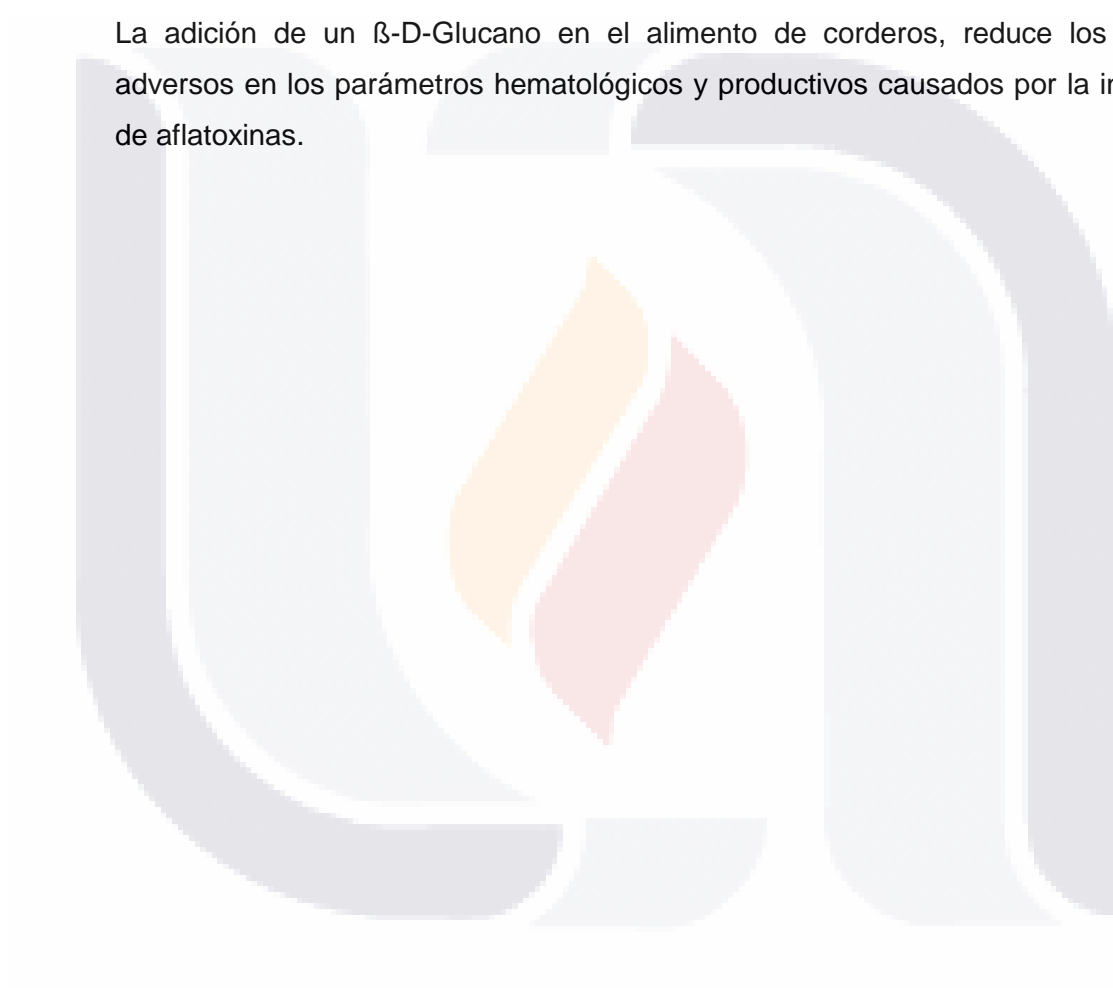 La adición de un ß-D-Glucano en el alimento de corderos, reduce los
adversos en los parámetros hematológicos y productivos causados por la
de aflatoxinas.